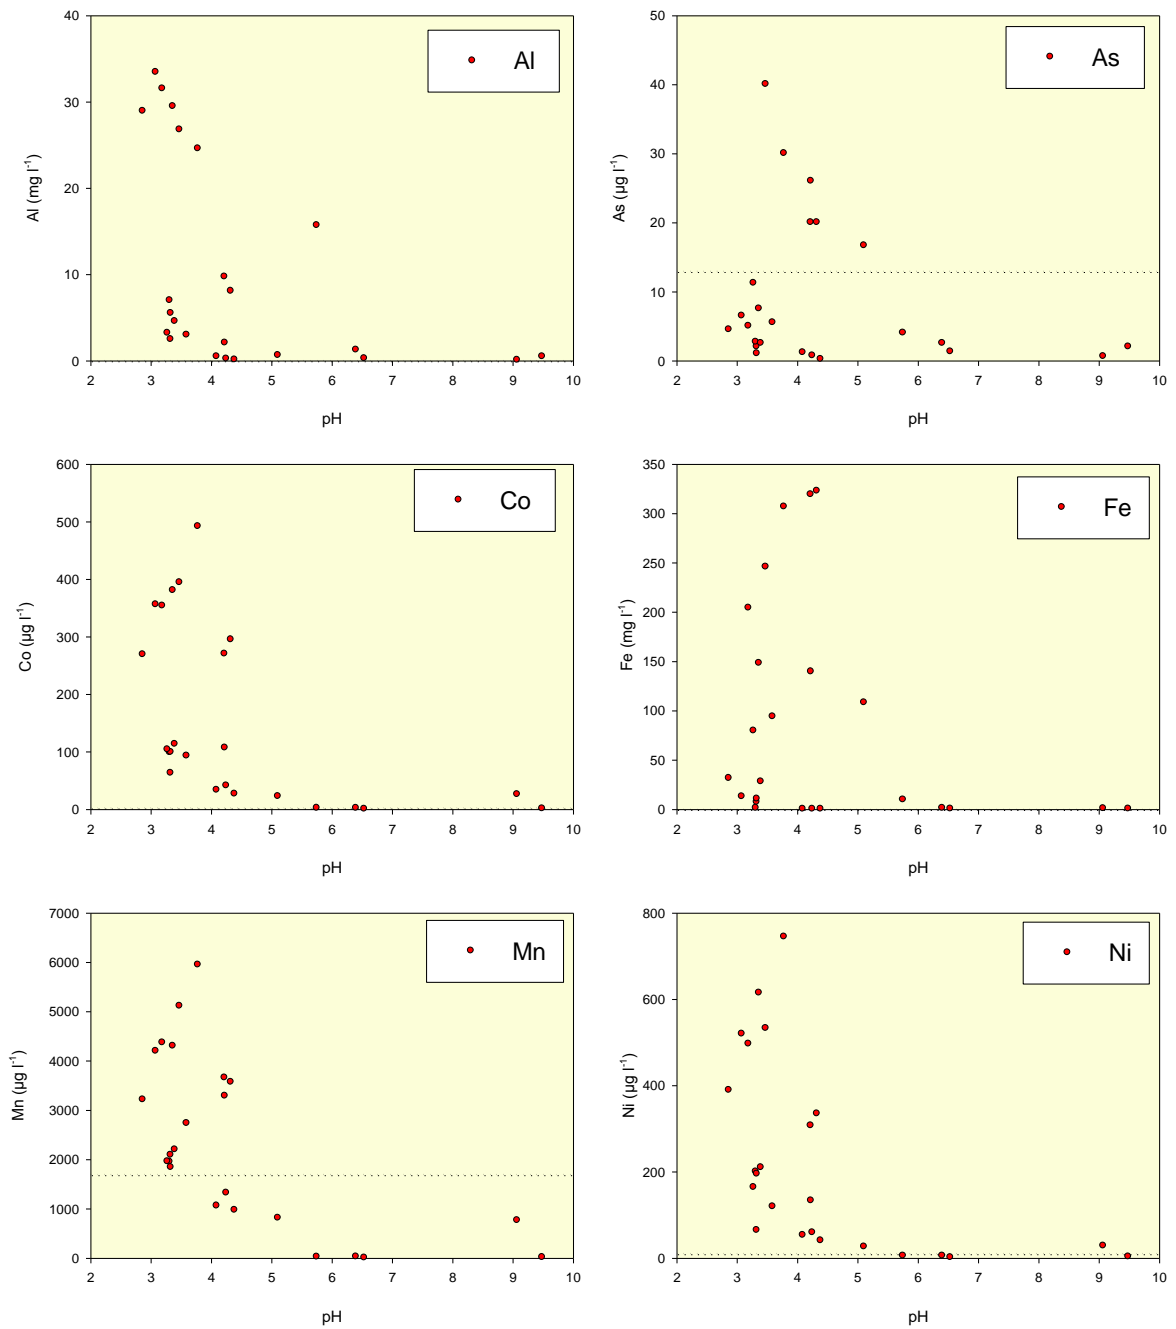 40
30
20
10
0
Al (mg l⁻¹)
Al
2 3 4 5 6 7 8 9 10
pH
50
40
30
20
10
0
As (µg l⁻¹)
As
2 3 4 5 6 7 8 9 10
pH
600
500
400
300
200
100
0
Co (µg l⁻¹)
Co
2 3 4 5 6 7 8 9 10
pH
350
300
250
200
150
100
50
0
Fe (mg l⁻¹)
Fe
2 3 4 5 6 7 8 9 10
pH
7000
6000
5000
4000
3000
2000
1000
0
Mn (µg l⁻¹)
Mn
2 3 4 5 6 7 8 9 10
pH
800
600
400
200
0
Ni (µg l⁻¹)
Ni
2 3 4 5 6 7 8 9 10
pH